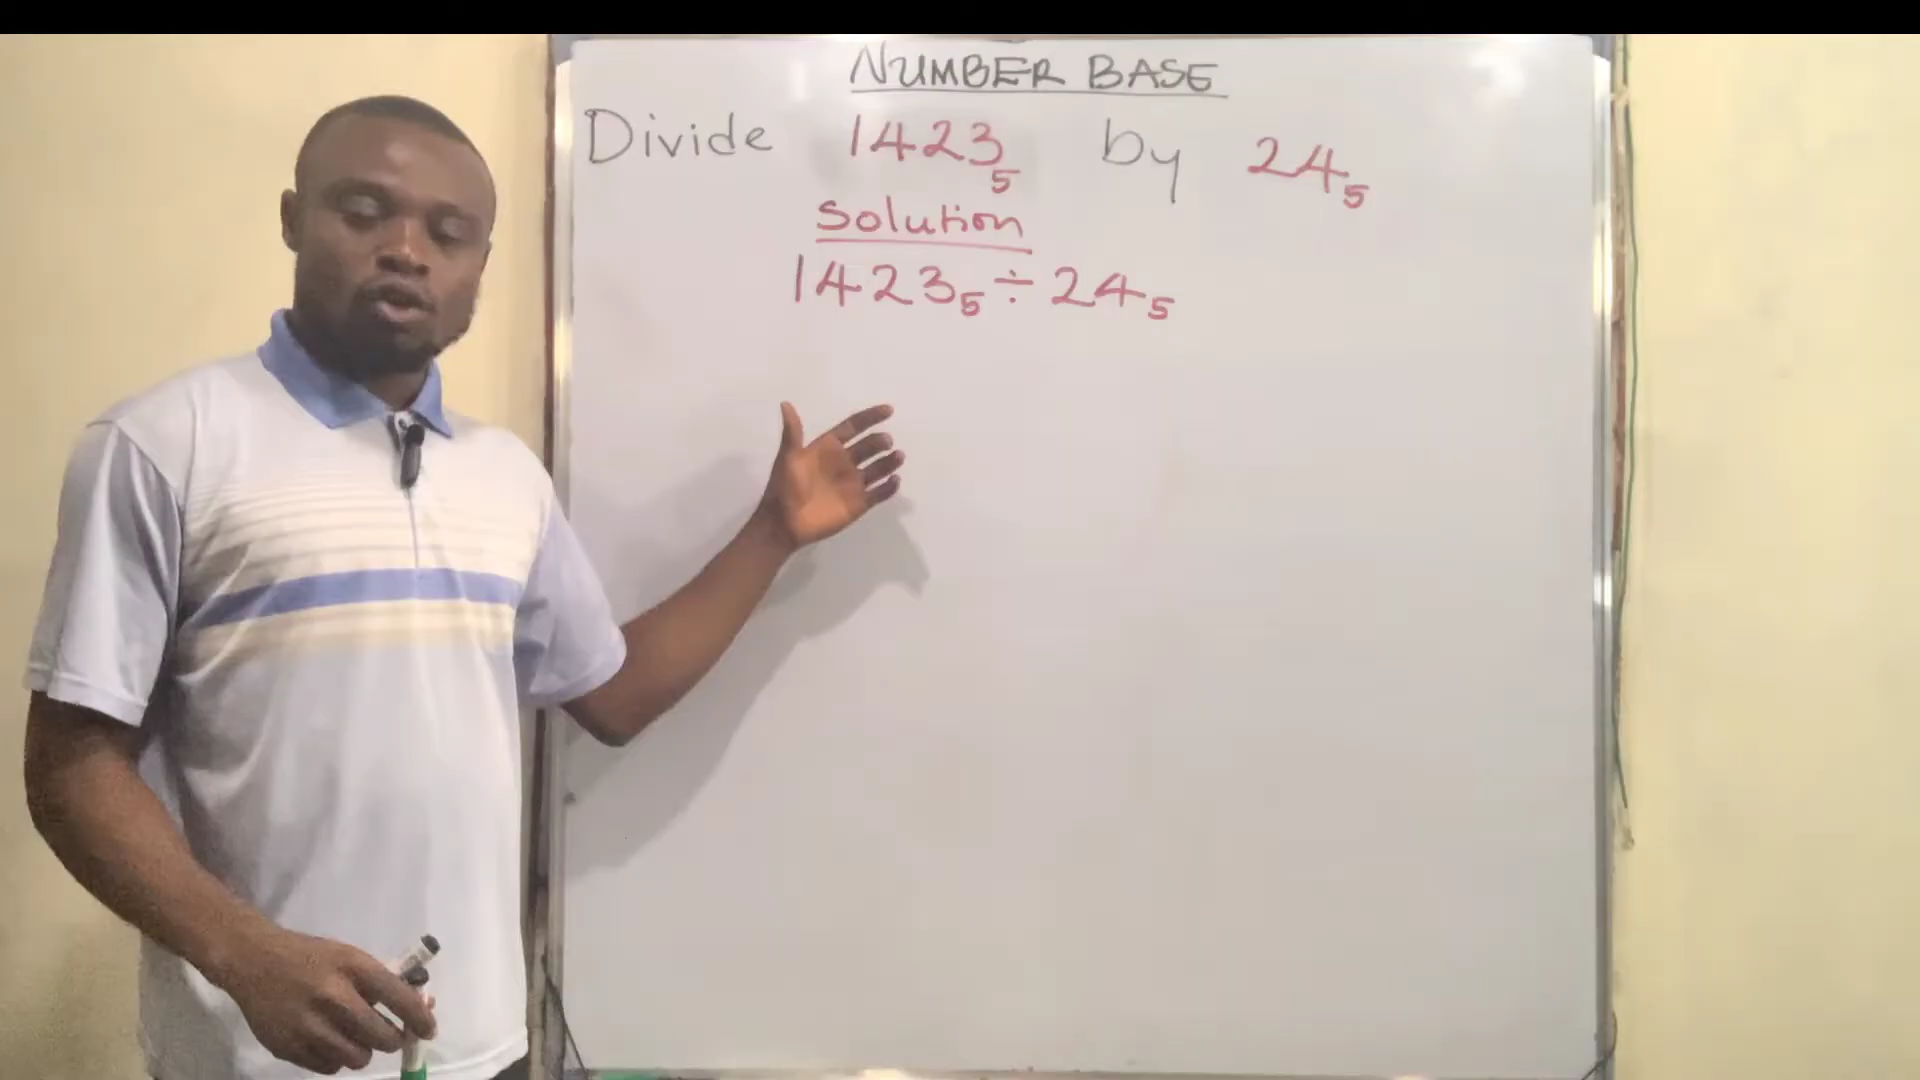 NUMBER BASE
Divide 1423₅ by 24₅
Solution
1423₅ ÷ 24₅